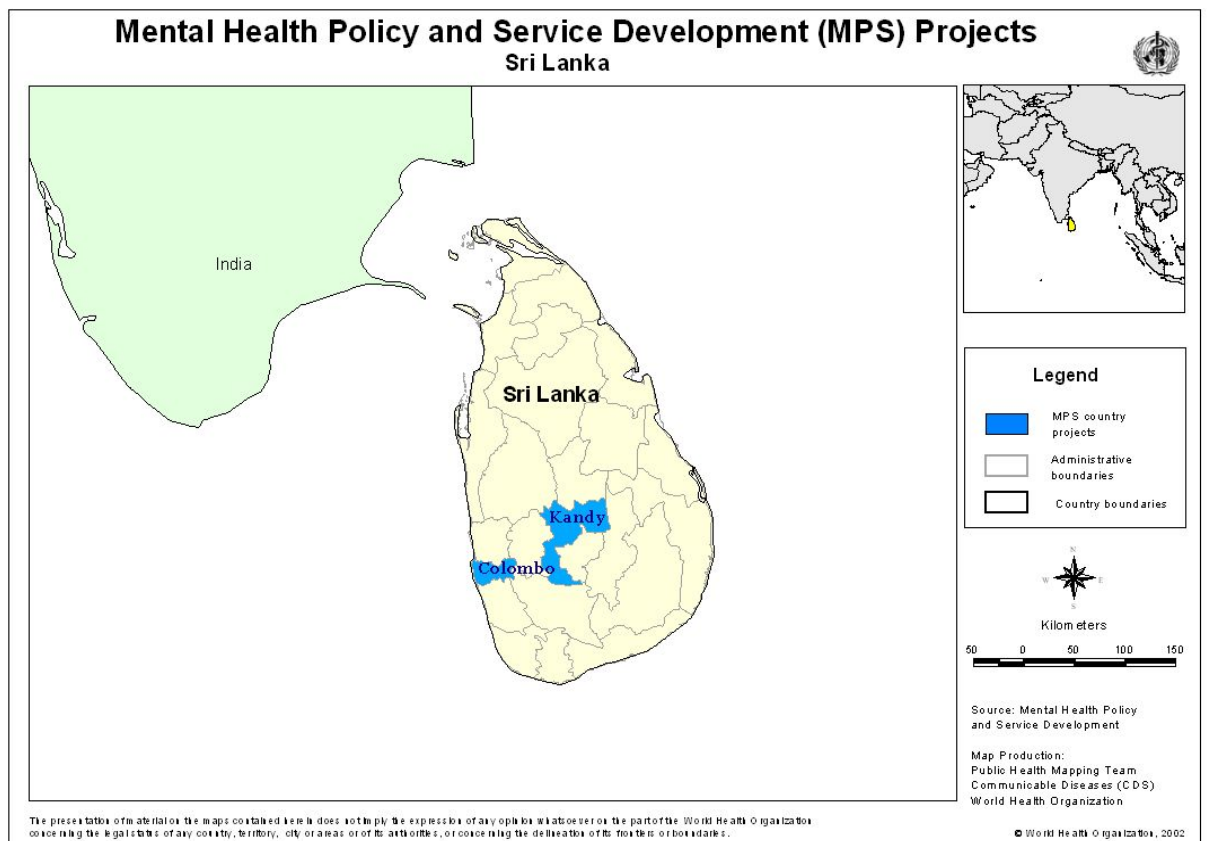 Mental Health Policy and Service Development (MPS) Projects
Sri Lanka
India
Sri Lanka
Kandy
Colombo
Legend
MPS country
projects
Administrative
boundaries
Country boundaries
N
W E
S
Kilometers
50 0 50 100 150
Source: Mental Health Policy
and Service Development
Map Production:
Public Health Mapping Team
Communicable Diseases (CDS)
World Health Organization
The presentation of material on the maps contained herein does not imply the expression of any opinion whatsoever on the part of the World Health Organization
concerning the legal status of any country, territory, city or areas or of its authorities, or concerning the delineation of its frontiers or boundaries.
© World Health Organization, 2002